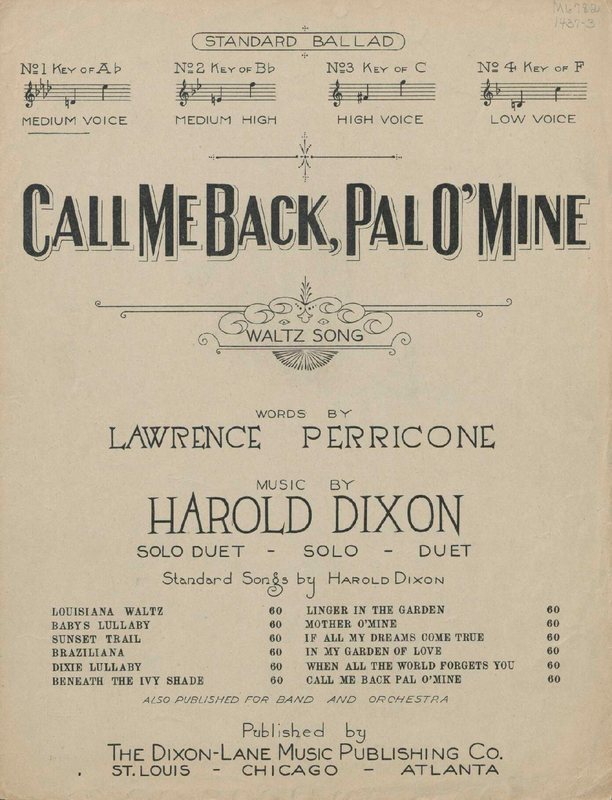 M6782
1437-3
STANDARD BALLAD
No1 KEY OF A♭ No2 KEY OF B♭ No3 KEY OF C No4 KEY OF F
MEDIUM VOICE MEDIUM HIGH HIGH VOICE LOW VOICE
CALL ME BACK, PAL O'MINE
WALTZ SONG
WORDS BY
LAWRENCE PERRICONE
MUSIC BY
HAROLD DIXON
SOLO DUET - SOLO - DUET
Standard Songs by HAROLD DIXON
LOUISIANA WALTZ 60 LINGER IN THE GARDEN 60
BABYS LULLABY 60 MOTHER O'MINE 60
SUNSET TRAIL 60 IF ALL MY DREAMS COME TRUE 60
BRAZILIANA 60 IN MY GARDEN OF LOVE 60
DIXIE LULLABY 60 WHEN ALL THE WORLD FORGETS YOU 60
BENEATH THE IVY SHADE 60 CALL ME BACK PAL O'MINE 60
ALSO PUBLISHED FOR BAND AND ORCHESTRA
Published by
THE DIXON-LANE MUSIC PUBLISHING CO.
ST. LOUIS - CHICAGO - ATLANTA